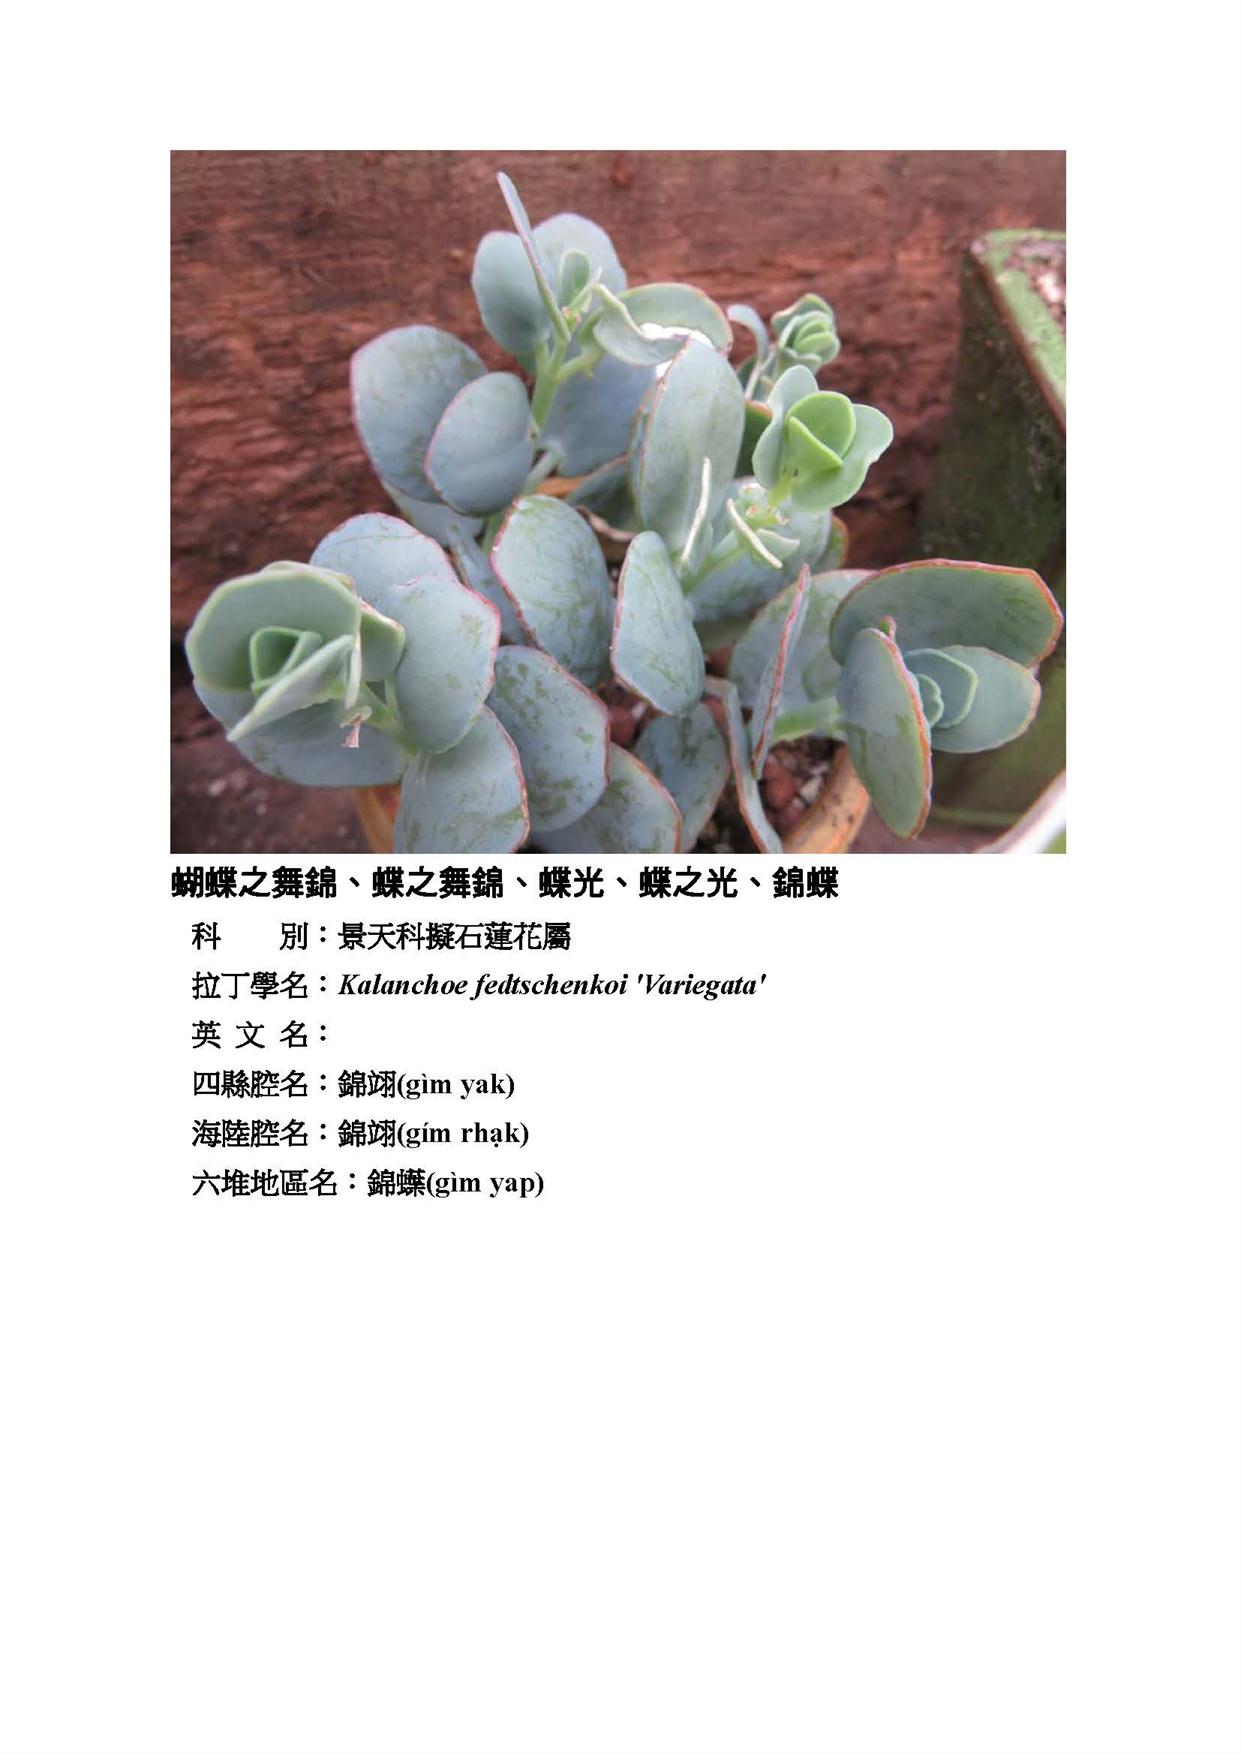 蝴蝶之舞錦、蝶之舞錦、蝶光、蝶之光、錦蝶
科　　別：景天科擬石蓮花屬
拉丁學名：Kalanchoe fedtschenkoi 'Variegata'
英 文 名：
四縣腔名：錦翊(gìm yak)
海陸腔名：錦翊(gím rha̠k)
六堆地區名：錦蠂(gìm yap)